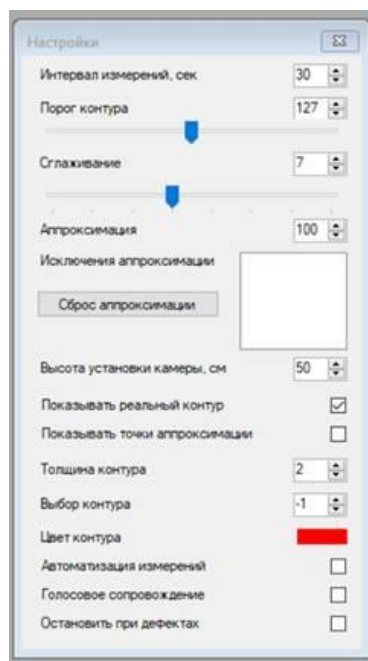 Настройки
Интервал измерений, сек 30
Порог контура 127
Сглаживание 7
Аппроксимация 100
Исключения аппроксимации
Сброс аппроксимации
Высота установки камеры, см 50
Показывать реальный контур
Показывать точки аппроксимации
Толщина контура 2
Выбор контура -1
Цвет контура
Автоматизация измерений
Голосовое сопровождение
Остановить при дефектах